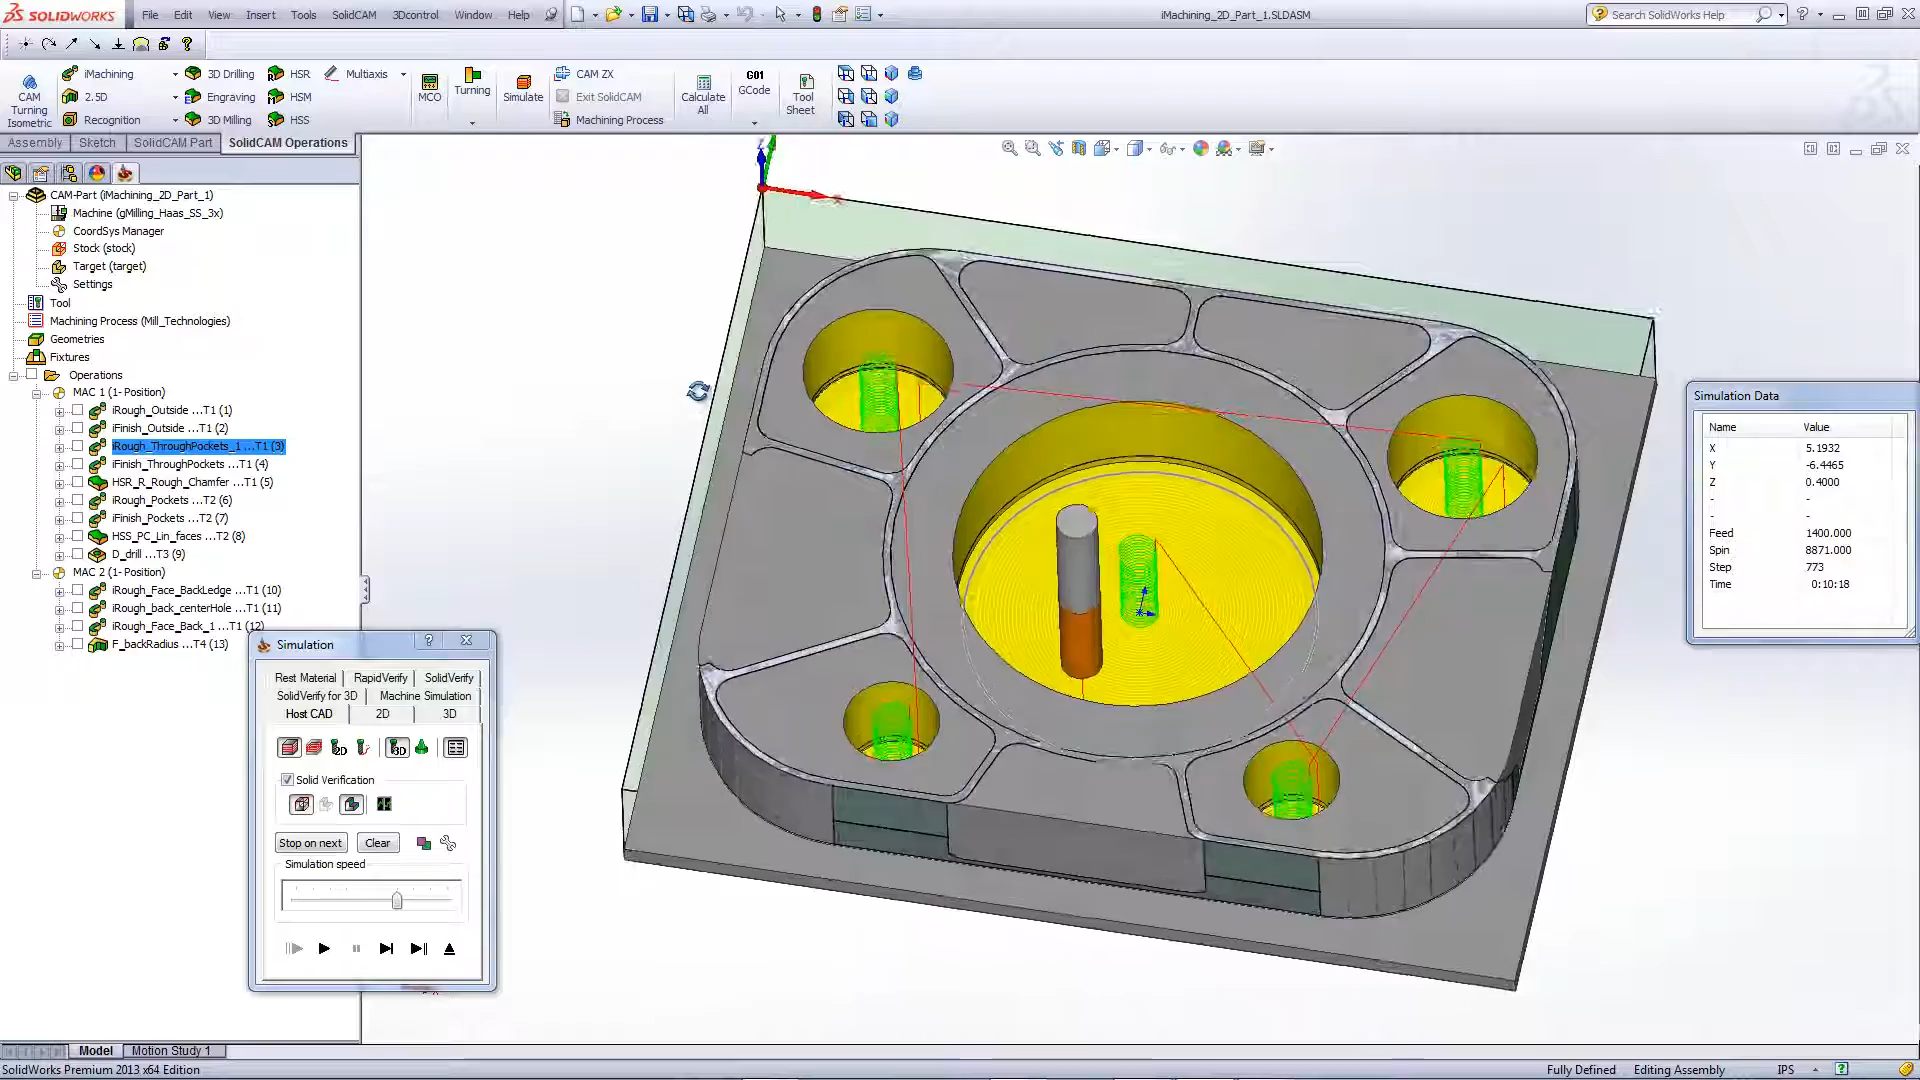 SOLIDWORKS File Edit View Insert Tools SolidCAM 3Dcontrol Window Help iMachining_2D_Part_1.SLDASM Search SolidWorks Help
CAM Turning Isometric
iMachining 3D Drilling HSR Multiaxis
2.5D Engraving HSM
Recognition 3D Milling HSS
MCO Turning Simulate
CAM ZX
Exit SolidCAM
Machining Process
Calculate All
G01 GCode
Tool Sheet
Assembly Sketch SolidCAM Part SolidCAM Operations
CAM-Part (iMachining_2D_Part_1)
Machine (gMilling_Haas_SS_3x)
CoordSys Manager
Stock (stock)
Target (target)
Settings
Tool
Machining Process (Mill_Technologies)
Geometries
Fixtures
Operations
MAC 1 (1- Position)
iRough_Outside ...T1 (1)
iFinish_Outside ...T1 (2)
iRough_ThroughPockets_1 ...T1 (3)
iFinish_ThroughPockets ...T1 (4)
HSR_R_Rough_Chamfer ...T1 (5)
iRough_Pockets ...T2 (6)
iFinish_Pockets ...T2 (7)
HSS_PC_Lin_faces ...T2 (8)
D_drill ...T3 (9)
MAC 2 (1- Position)
iRough_Face_BackLedge ...T1 (10)
iRough_back_centerHole ...T1 (11)
iRough_Face_Back_1 ...T1 (12)
F_backRadius ...T4 (13)
Simulation
Rest Material RapidVerify SolidVerify
SolidVerify for 3D Machine Simulation
Host CAD 2D 3D
2D 3D
Solid Verification
Stop on next Clear
Simulation speed
Simulation Data
Name Value
X 5.1932
Y -6.4465
Z 0.4000
- -
- -
Feed 1400.000
Spin 8871.000
Step 773
Time 0:10:18
Model Motion Study 1
SolidWorks Premium 2013 x64 Edition Fully Defined Editing Assembly IPS